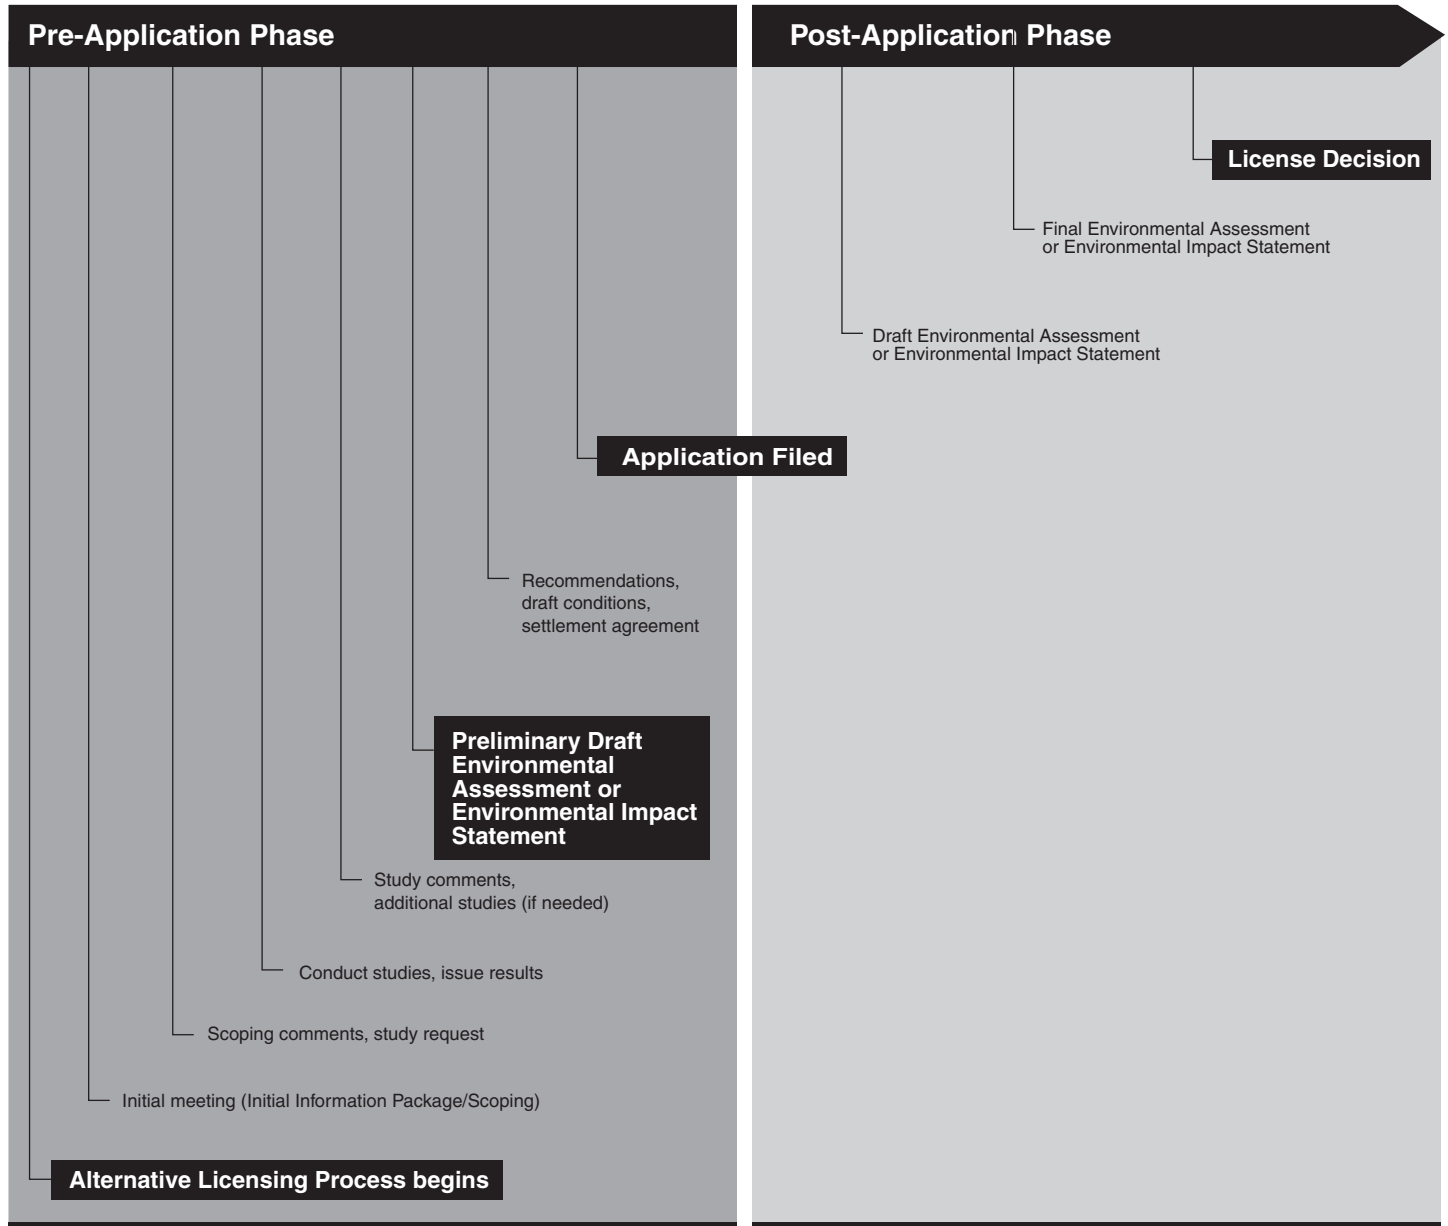 Pre-Application Phase
Post-Application Phase
License Decision
Final Environmental Assessment
or Environmental Impact Statement
Draft Environmental Assessment
or Environmental Impact Statement
Application Filed
Recommendations,
draft conditions,
settlement agreement
Preliminary Draft
Environmental
Assessment or
Environmental Impact
Statement
Study comments,
additional studies (if needed)
Conduct studies, issue results
Scoping comments, study request
Initial meeting (Initial Information Package/Scoping)
Alternative Licensing Process begins